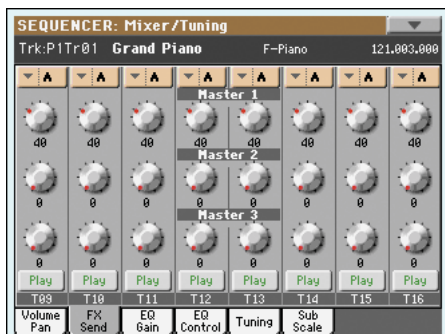 SEQUENCER: Mixer/Tuning
Trk:P1Tr01 Grand Piano F-Piano 121.003.000
A A A A A A A A
Master 1
40 40 40 40 40 40 40 40
Master 2
0 0 0 0 0 0 0 0
Master 3
0 0 0 0 0 0 0 0
Play Play Play Play Play Play Play Play
T09 T10 T11 T12 T13 T14 T15 T16
Volume Pan FX Send EQ Gain EQ Control Tuning Sub Scale